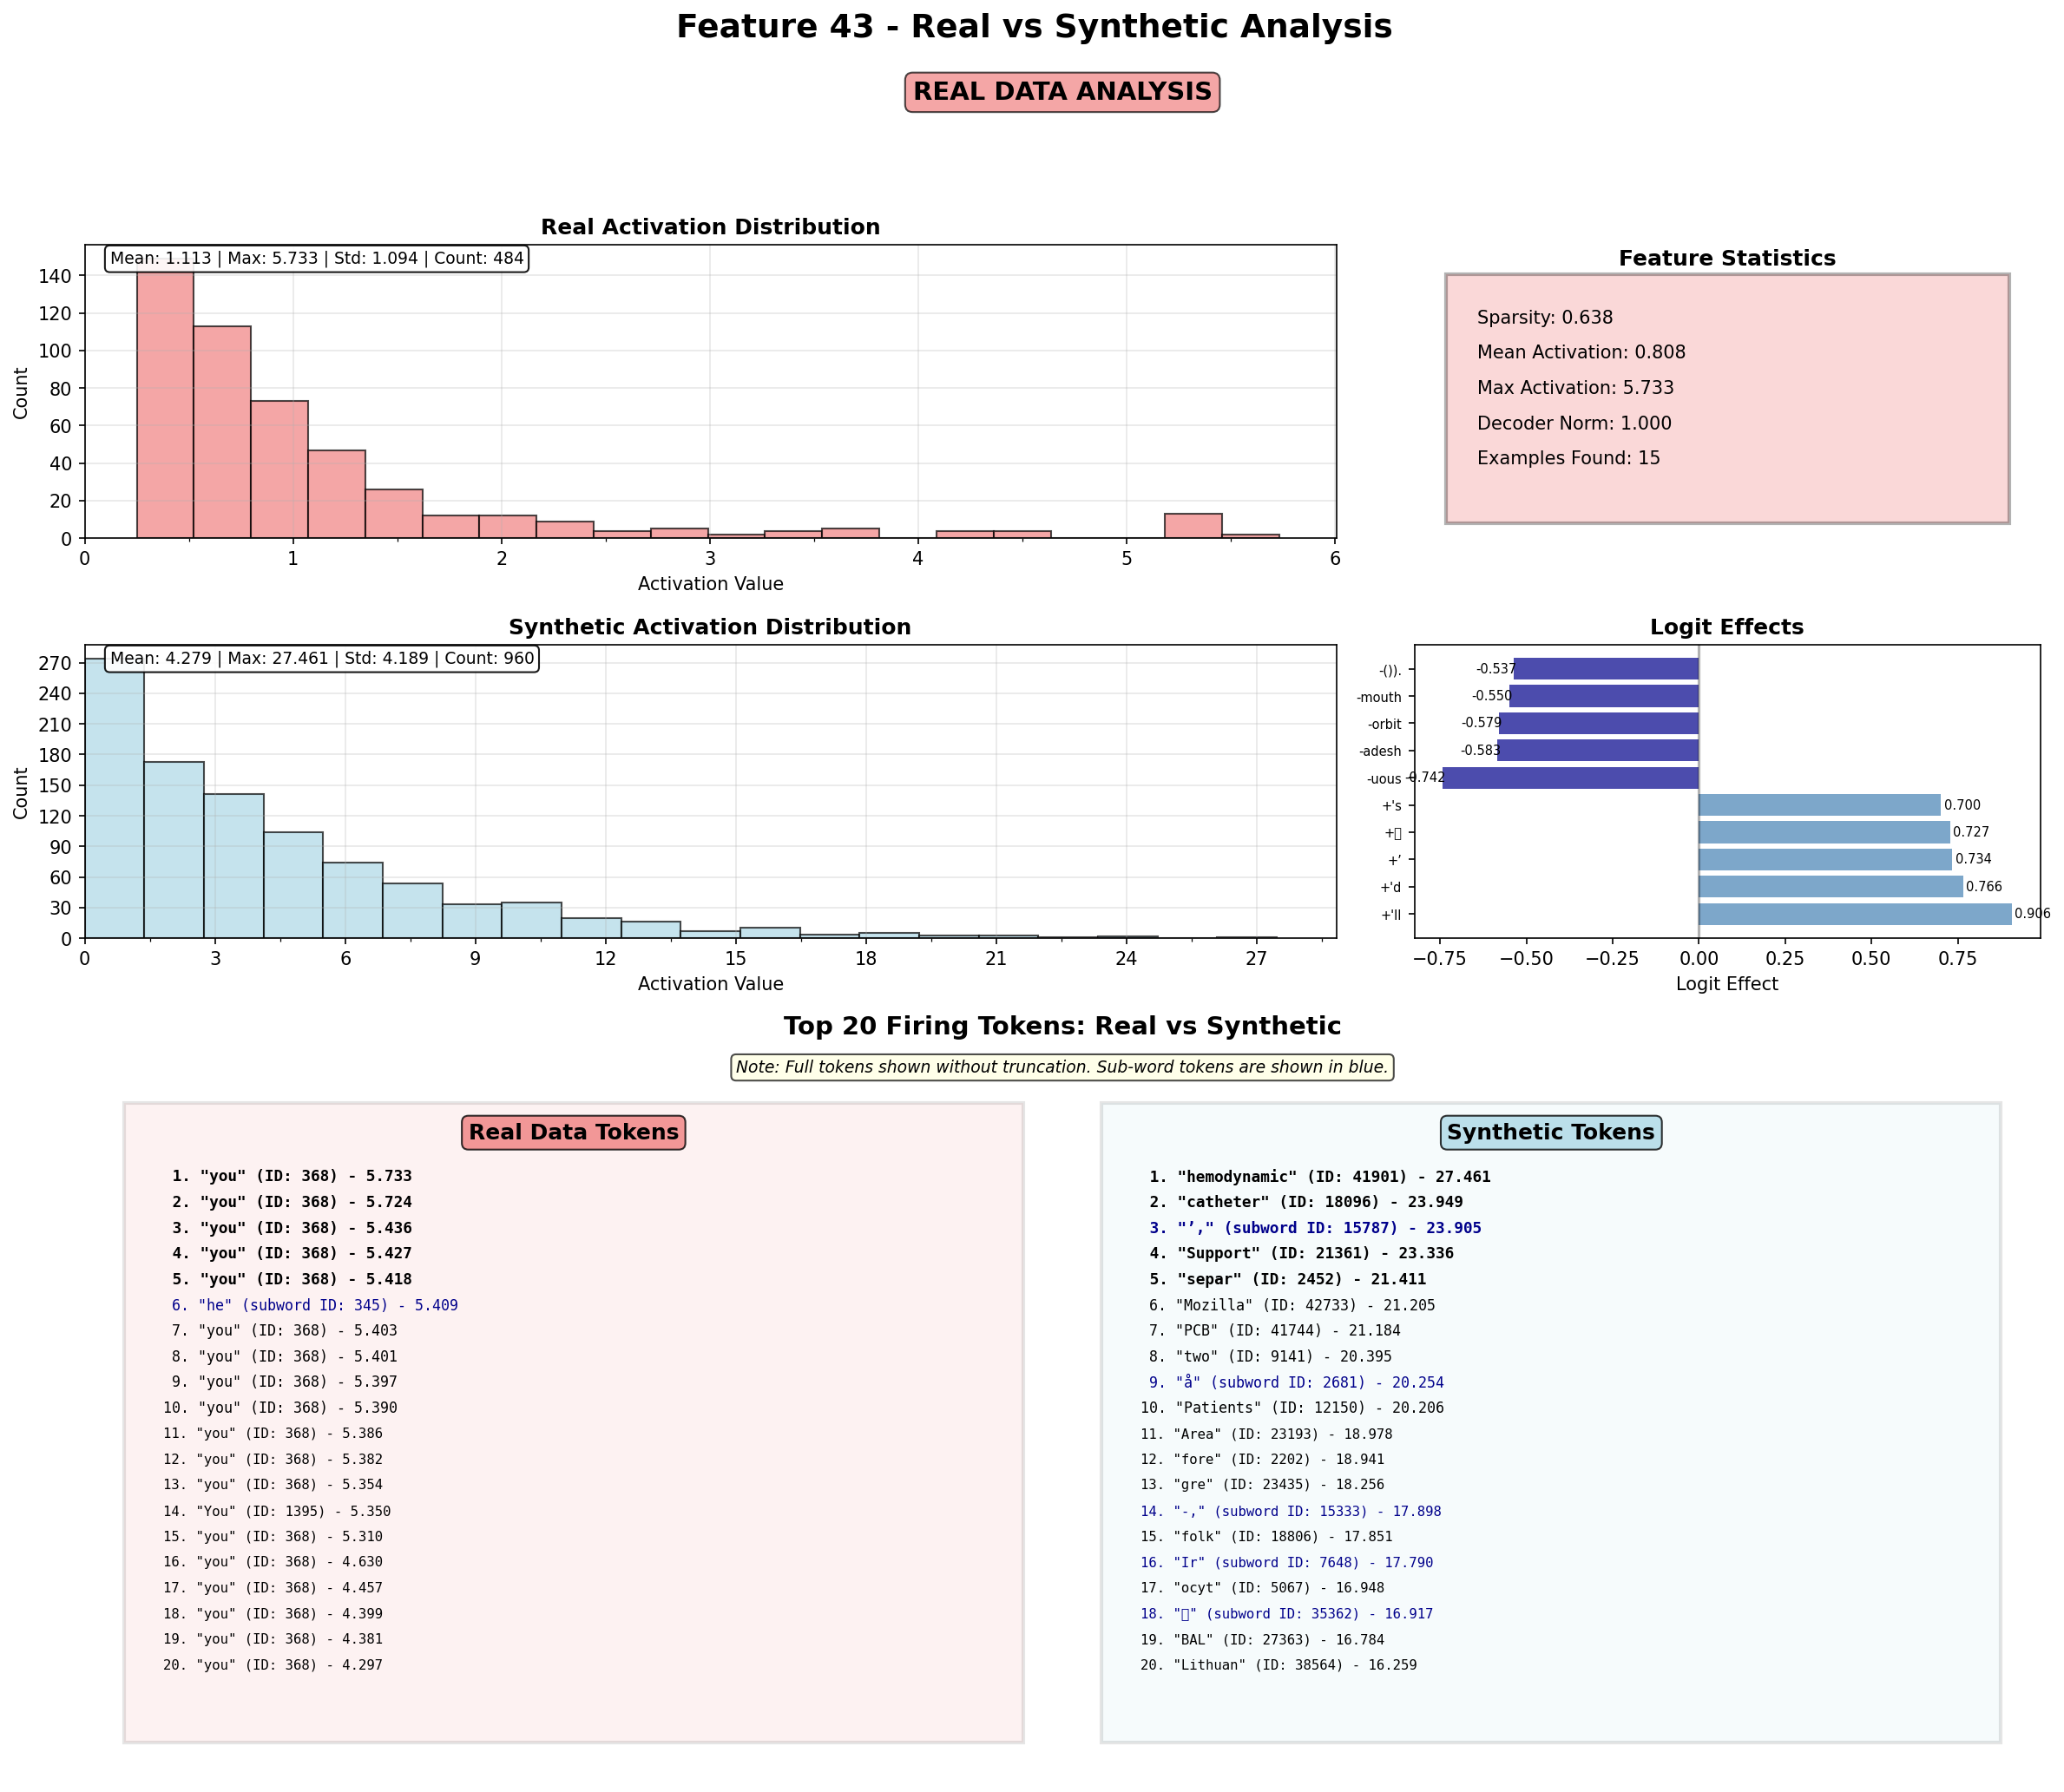 Feature 43 - Real vs Synthetic Analysis
REAL DATA ANALYSIS
Real Activation Distribution
Mean: 1.113 | Max: 5.733 | Std: 1.094 | Count: 484
140
120
100
80
60
40
20
0
Count
0 1 2 3 4 5 6
Activation Value
Feature Statistics
Sparsity: 0.638
Mean Activation: 0.808
Max Activation: 5.733
Decoder Norm: 1.000
Examples Found: 15
Synthetic Activation Distribution
Mean: 4.279 | Max: 27.461 | Std: 4.189 | Count: 960
270
240
210
180
150
120
90
60
30
0
Count
0 3 6 9 12 15 18 21 24 27
Activation Value
Logit Effects
-()). -0.537
-mouth -0.550
-orbit -0.579
-adesh -0.583
-uous -0.742
+'s 0.700
+ 0.727
+’ 0.734
+'d 0.766
+'ll 0.906
−0.75 −0.50 −0.25 0.00 0.25 0.50 0.75
Logit Effect
Top 20 Firing Tokens: Real vs Synthetic
Note: Full tokens shown without truncation. Sub-word tokens are shown in blue.
Real Data Tokens
1. "you" (ID: 368) - 5.733
2. "you" (ID: 368) - 5.724
3. "you" (ID: 368) - 5.436
4. "you" (ID: 368) - 5.427
5. "you" (ID: 368) - 5.418
6. "he" (subword ID: 345) - 5.409
7. "you" (ID: 368) - 5.403
8. "you" (ID: 368) - 5.401
9. "you" (ID: 368) - 5.397
10. "you" (ID: 368) - 5.390
11. "you" (ID: 368) - 5.386
12. "you" (ID: 368) - 5.382
13. "you" (ID: 368) - 5.354
14. "You" (ID: 1395) - 5.350
15. "you" (ID: 368) - 5.310
16. "you" (ID: 368) - 4.630
17. "you" (ID: 368) - 4.457
18. "you" (ID: 368) - 4.399
19. "you" (ID: 368) - 4.381
20. "you" (ID: 368) - 4.297
Synthetic Tokens
1. "hemodynamic" (ID: 41901) - 27.461
2. "catheter" (ID: 18096) - 23.949
3. "’," (subword ID: 15787) - 23.905
4. "Support" (ID: 21361) - 23.336
5. "separ" (ID: 2452) - 21.411
6. "Mozilla" (ID: 42733) - 21.205
7. "PCB" (ID: 41744) - 21.184
8. "two" (ID: 9141) - 20.395
9. "å" (subword ID: 2681) - 20.254
10. "Patients" (ID: 12150) - 20.206
11. "Area" (ID: 23193) - 18.978
12. "fore" (ID: 2202) - 18.941
13. "gre" (ID: 23435) - 18.256
14. "-," (subword ID: 15333) - 17.898
15. "folk" (ID: 18806) - 17.851
16. "Ir" (subword ID: 7648) - 17.790
17. "ocyt" (ID: 5067) - 16.948
18. "" (subword ID: 35362) - 16.917
19. "BAL" (ID: 27363) - 16.784
20. "Lithuan" (ID: 38564) - 16.259